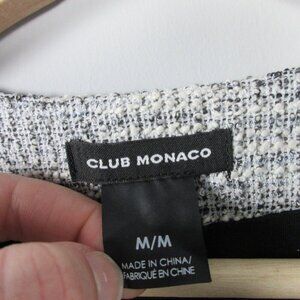 CLUB MONACO
M/M
MADE IN CHINA/
FABRIQUÉ EN CHINE